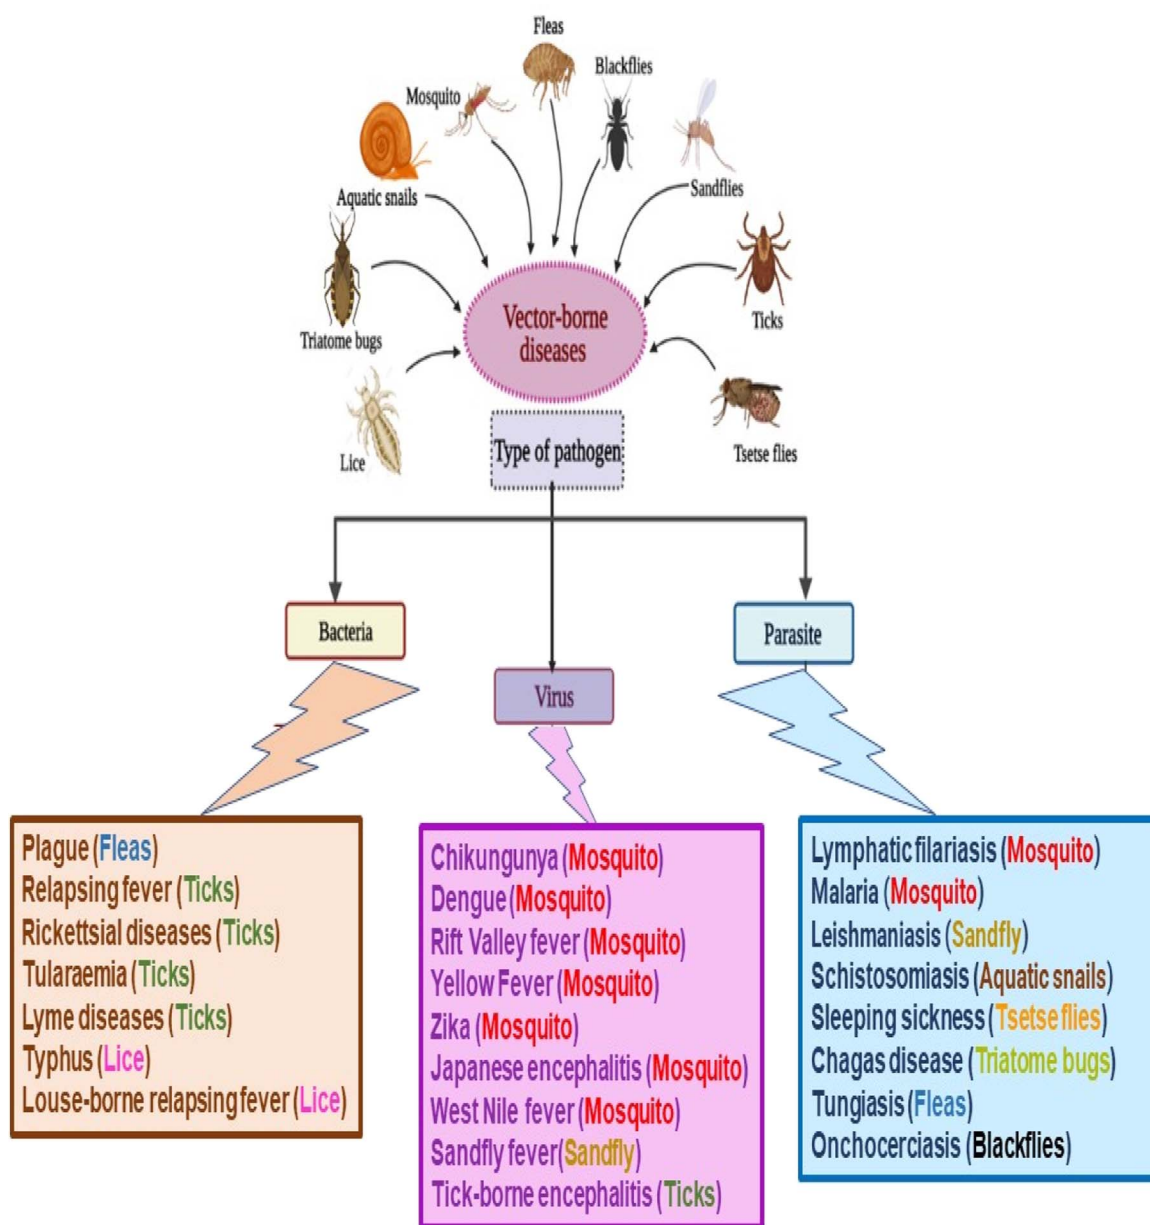 Fleas
Blackflies
Mosquito
Aquatic snails
Sandflies
Triatome bugs
Ticks
Vector-borne
diseases
Lice
Tsetse flies
Type of pathogen
Bacteria
Parasite
Virus
Plague (Fleas)
Relapsing fever (Ticks)
Rickettsial diseases (Ticks)
Tularaemia (Ticks)
Lyme diseases (Ticks)
Typhus (Lice)
Louse-borne relapsing fever (Lice)
Chikungunya (Mosquito)
Dengue (Mosquito)
Rift Valley fever (Mosquito)
Yellow Fever (Mosquito)
Zika (Mosquito)
Japanese encephalitis (Mosquito)
West Nile fever (Mosquito)
Sandfly fever(Sandfly)
Tick-borne encephalitis (Ticks)
Lymphatic filariasis (Mosquito)
Malaria (Mosquito)
Leishmaniasis (Sandfly)
Schistosomiasis (Aquatic snails)
Sleeping sickness (Tsetse flies)
Chagas disease (Triatome bugs)
Tungiasis (Fleas)
Onchocerciasis (Blackflies)